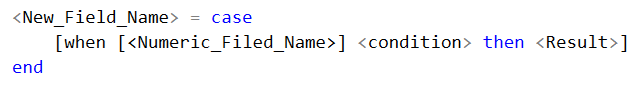 <New_Field_Name> = case
[when [<Numeric_Filed_Name>] <condition> then <Result>]
end